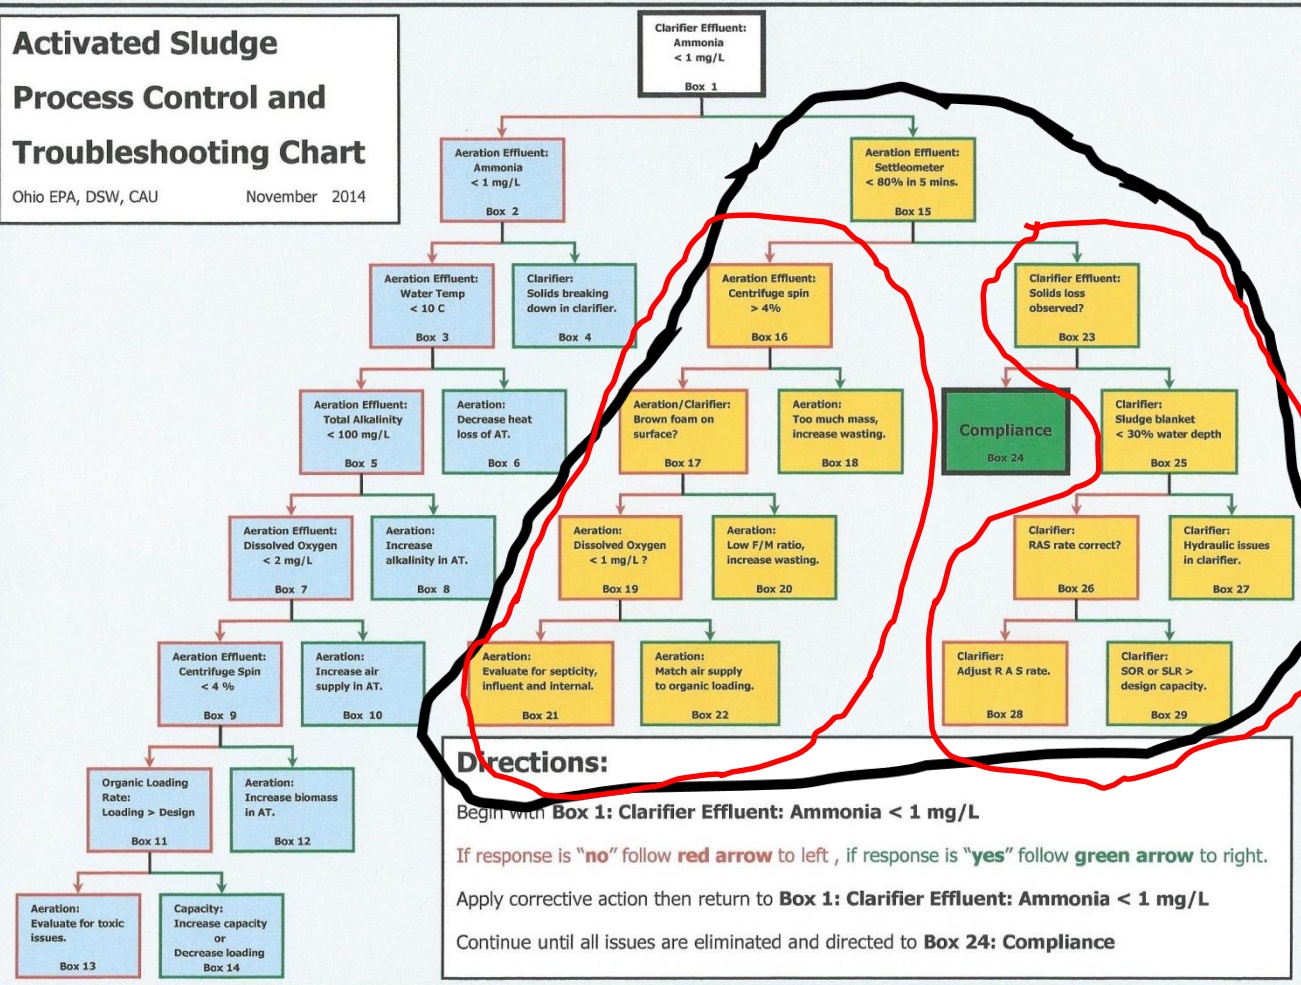 Activated Sludge
Process Control and
Troubleshooting Chart
Ohio EPA, DSW, CAU November 2014
Clarifier Effluent:
Ammonia
< 1 mg/L
Box 1
Aeration Effluent:
Ammonia
< 1 mg/L
Box 2
Aeration Effluent:
Settleometer
< 80% in 5 mins.
Box 15
Aeration Effluent:
Water Temp
< 10 C
Box 3
Clarifier:
Solids breaking
down in clarifier.
Box 4
Aeration Effluent:
Centrifuge spin
> 4%
Box 16
Clarifier Effluent:
Solids loss
observed?
Box 23
Aeration Effluent:
Total Alkalinity
< 100 mg/L
Box 5
Aeration:
Decrease heat
loss of AT.
Box 6
Aeration/Clarifier:
Brown foam on
surface?
Box 17
Aeration:
Too much mass,
increase wasting.
Box 18
Compliance
Box 24
Clarifier:
Sludge blanket
< 30% water depth
Box 25
Aeration Effluent:
Dissolved Oxygen
< 2 mg/L
Box 7
Aeration:
Increase
alkalinity in AT.
Box 8
Aeration:
Dissolved Oxygen
< 1 mg/L ?
Box 19
Aeration:
Low F/M ratio,
increase wasting.
Box 20
Clarifier:
RAS rate correct?
Box 26
Clarifier:
Hydraulic issues
in clarifier.
Box 27
Aeration Effluent:
Centrifuge Spin
< 4 %
Box 9
Aeration:
Increase air
supply in AT.
Box 10
Aeration:
Evaluate for septicity,
influent and internal.
Box 21
Aeration:
Match air supply
to organic loading.
Box 22
Clarifier:
Adjust R A S rate.
Box 28
Clarifier:
SOR or SLR >
design capacity.
Box 29
Organic Loading
Rate:
Loading > Design
Box 11
Aeration:
Increase biomass
in AT.
Box 12
Aeration:
Evaluate for toxic
issues.
Box 13
Capacity:
Increase capacity
or
Decrease loading
Box 14
Directions:
Begin with Box 1: Clarifier Effluent: Ammonia < 1 mg/L
If response is "no" follow red arrow to left , if response is "yes" follow green arrow to right.
Apply corrective action then return to Box 1: Clarifier Effluent: Ammonia < 1 mg/L
Continue until all issues are eliminated and directed to Box 24: Compliance